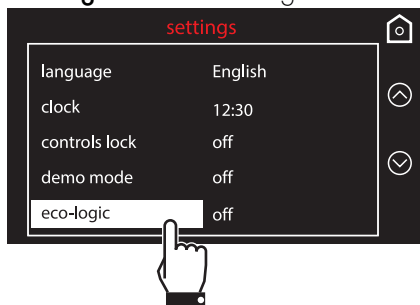 settings
language English
clock 12:30
controls lock off
demo mode off
eco-logic off